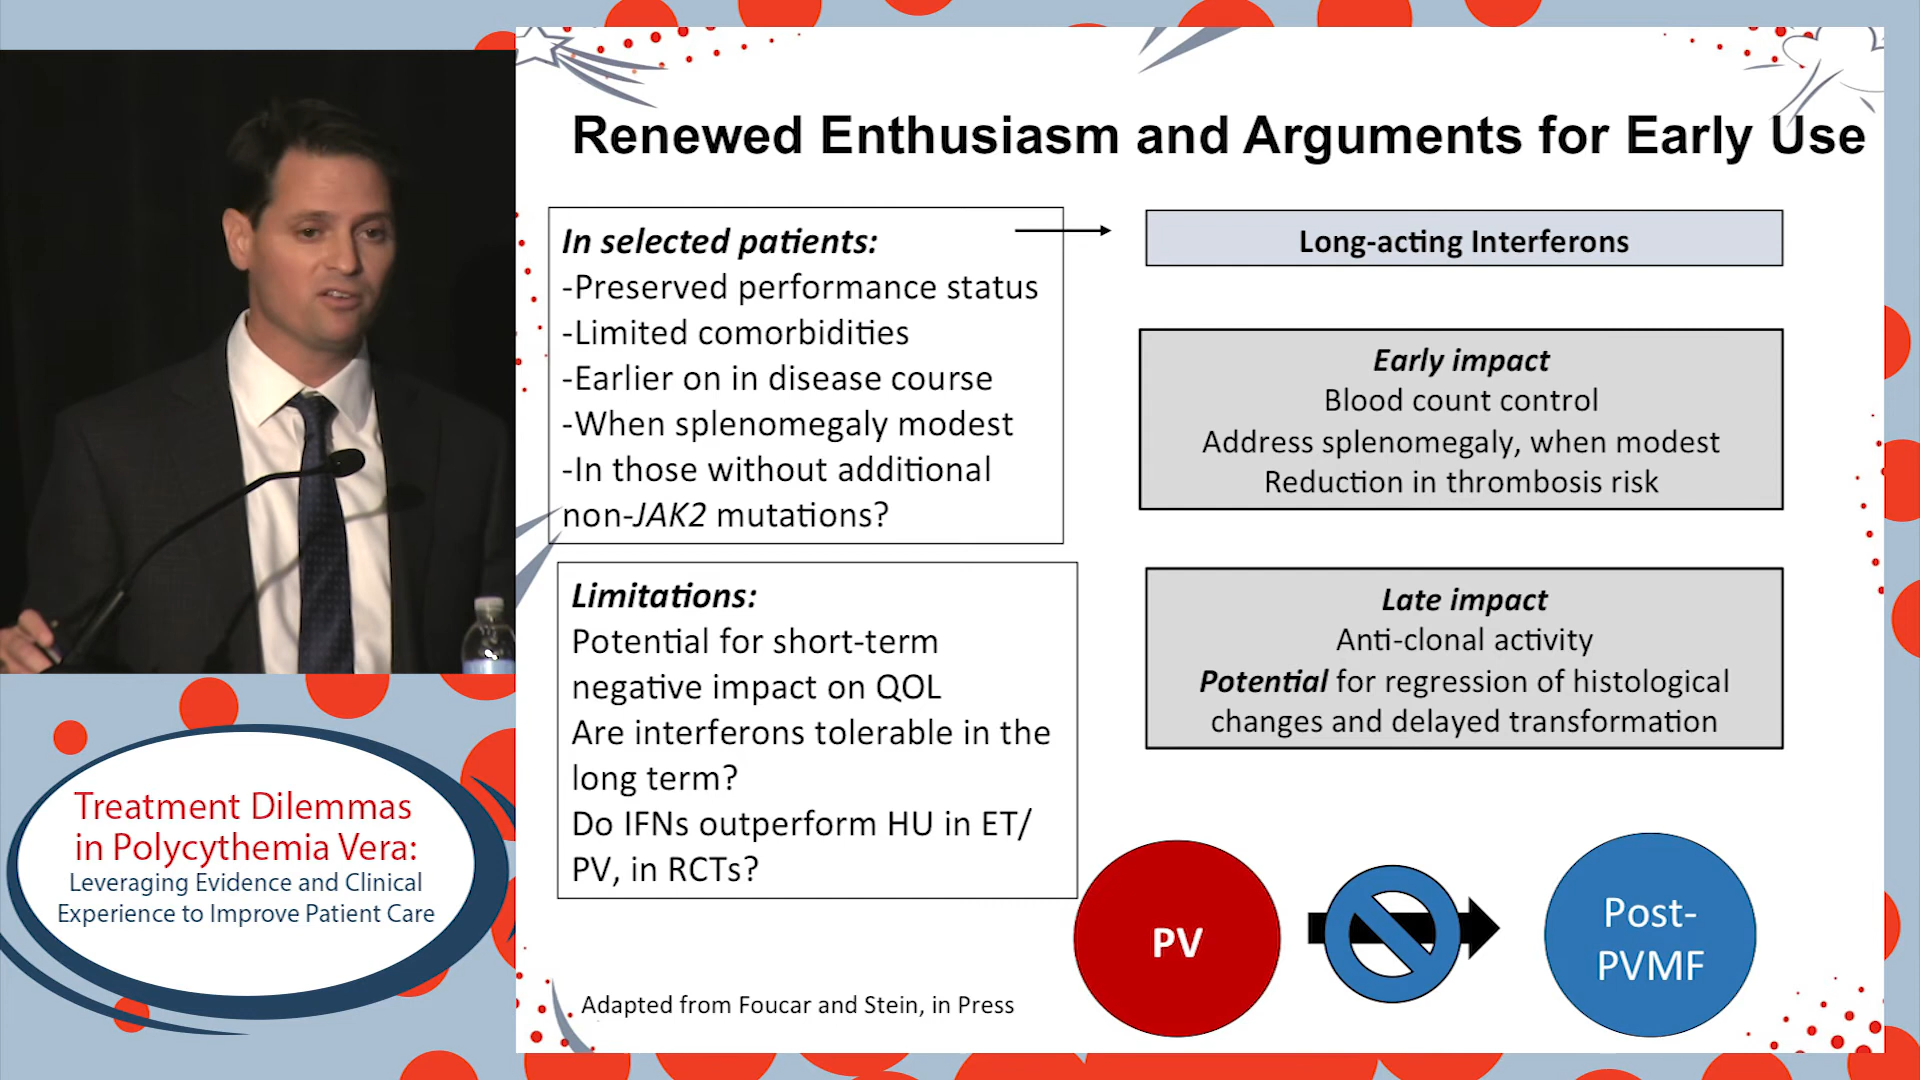 Renewed Enthusiasm and Arguments for Early Use
In selected patients:
-Preserved performance status
-Limited comorbidities
-Earlier on in disease course
-When splenomegaly modest
-In those without additional
non-JAK2 mutations?
Limitations:
Potential for short-term
negative impact on QOL
Are interferons tolerable in the
long term?
Do IFNs outperform HU in ET/
PV, in RCTs?
Long-acting Interferons
Early impact
Blood count control
Address splenomegaly, when modest
Reduction in thrombosis risk
Late impact
Anti-clonal activity
Potential for regression of histological
changes and delayed transformation
PV
Post-
PVMF
Adapted from Foucar and Stein, in Press
Treatment Dilemmas
in Polycythemia Vera:
Leveraging Evidence and Clinical
Experience to Improve Patient Care